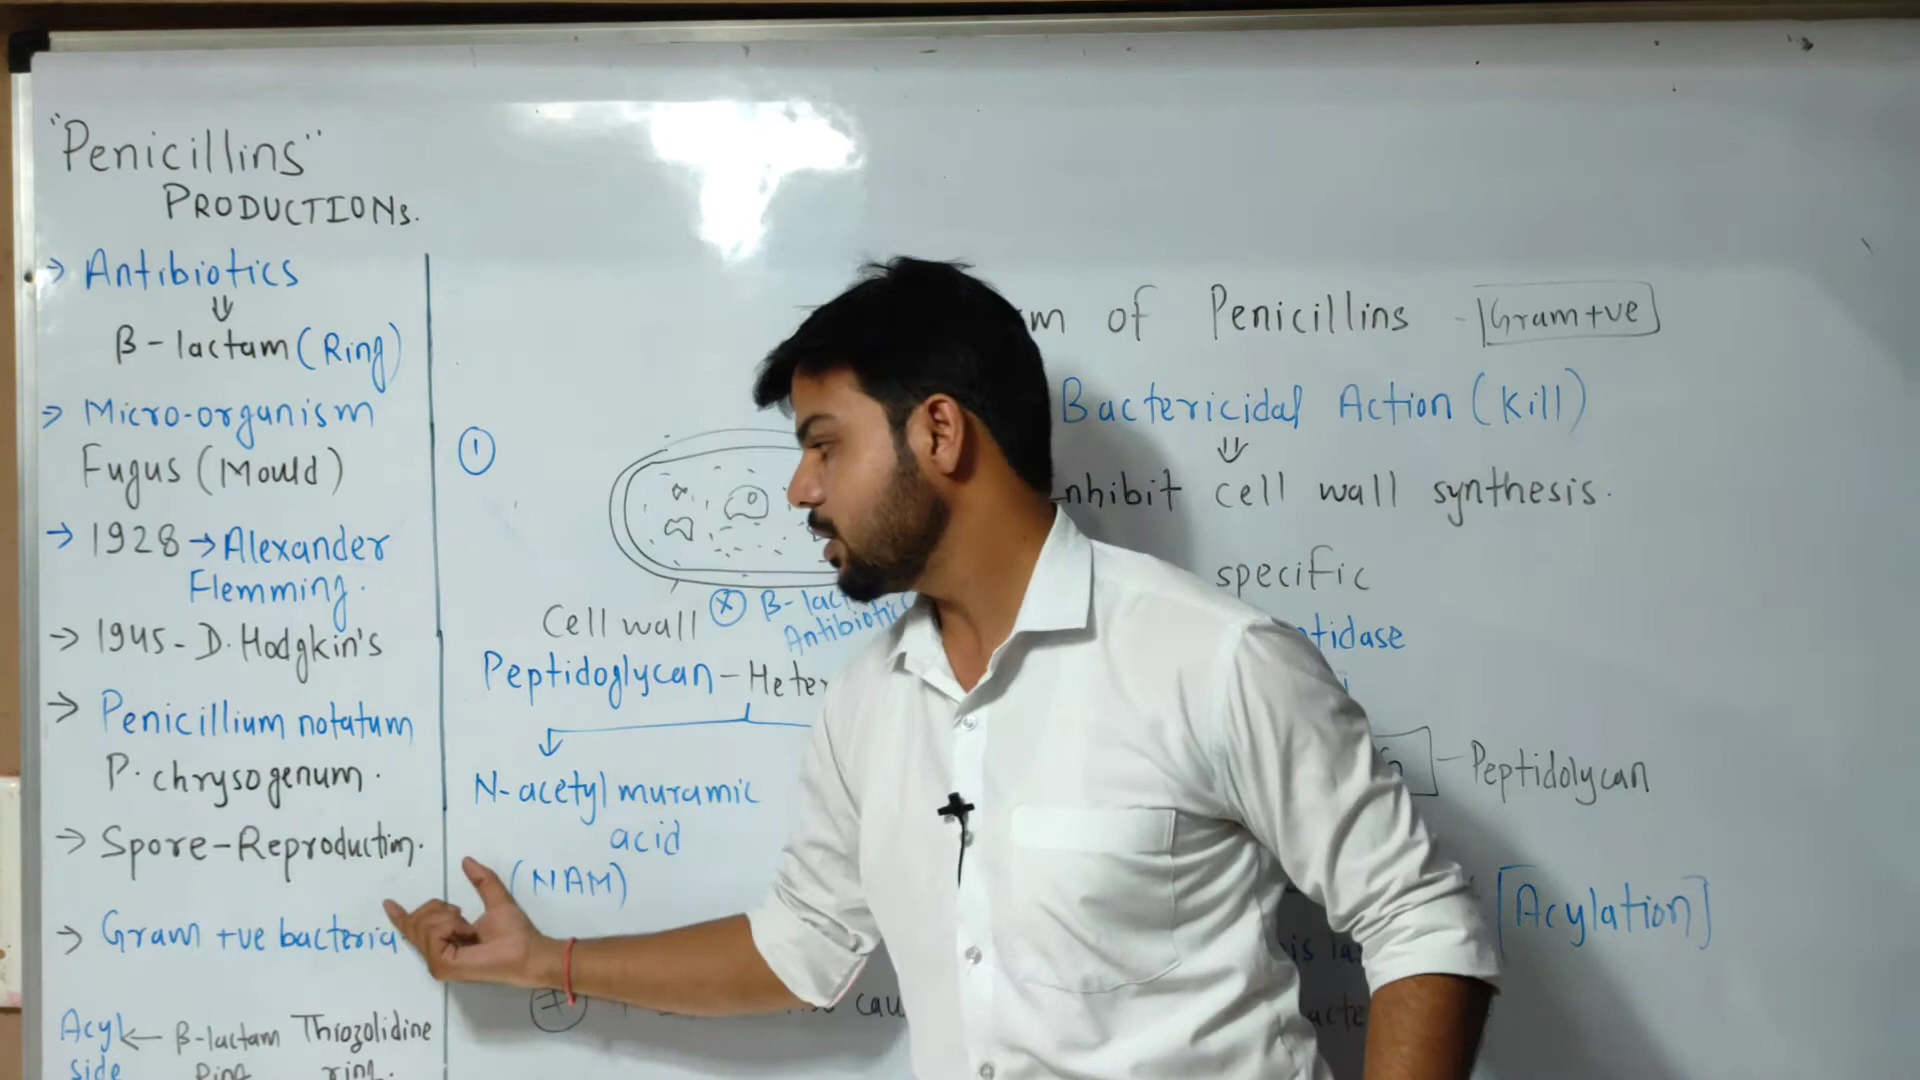 "Penicillins"
PRODUCTIONs.
→ Antibiotics
⇓
β-lactam (Ring)
→ Micro-organism
Fugus (Mould)
→ 1928 → Alexander
Flemming.
→ 1945 - D. Hodgkin's
→ Penicillium notatum
P. chrysogenum.
→ Spore-Reproduction.
→ Gram +ve bacteria
Acyl ← β-lactam Thiozolidine
side Ring ring.
of Penicillins - Gram +ve
Bactericidal Action (Kill)
⇓
nhibit cell wall synthesis.
specific
tidase
①
Cell wall
ⓧ β-lact
Antibiotic
Peptidoglycan - Heter
N-acetyl muramic
acid
(NAM)
- Peptidolycan
[Acylation]